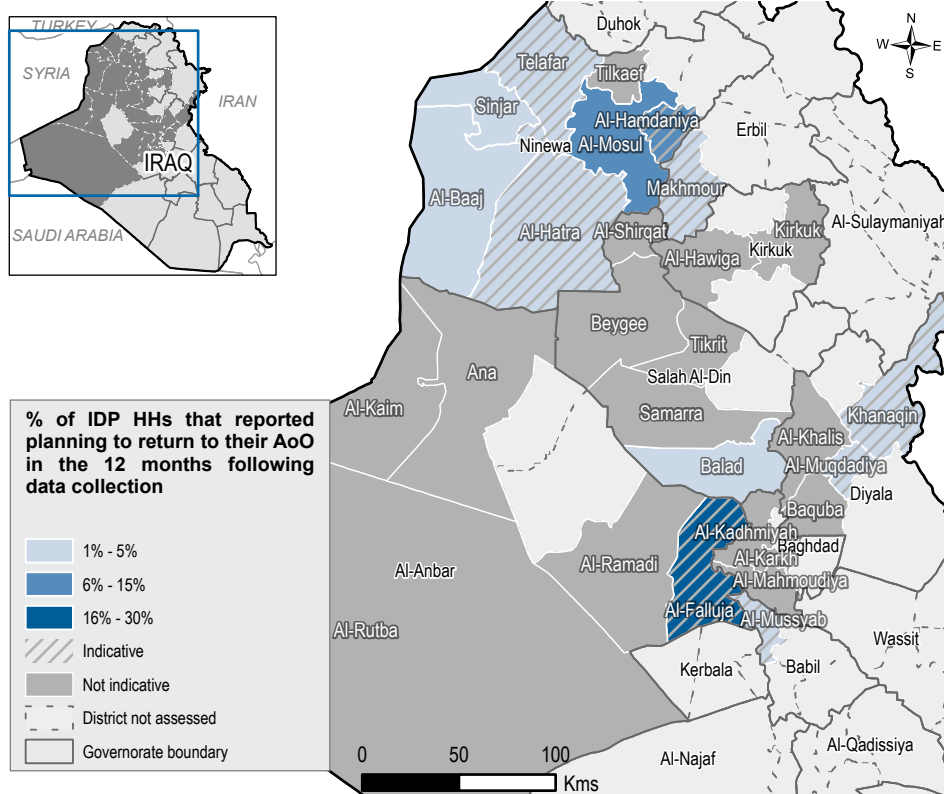 TURKEY
SYRIA
IRAN
IRAQ
SAUDI ARABIA
N
W E
S
Duhok
Telafar
Tilkaef
Sinjar
Al-Hamdaniya
Erbil
Ninewa
Al-Mosul
Al-Baaj
Makhmour
Al-Sulaymaniyah
Al-Hatra
Al-Shirqat
Kirkuk
Kirkuk
Al-Hawiga
Beygee
Tikrit
Ana
Salah Al-Din
Al-Kaim
Samarra
Khanaqin
Al-Khalis
Balad
Al-Muqdadiya
Diyala
Baquba
Al-Kadhmiyah
Baghdad
Al-Karkh
Al-Ramadi
Al-Anbar
Al-Mahmoudiya
Al-Falluja
Al-Mussyab
Al-Rutba
Wassit
Kerbala
Babil
Al-Najaf
Al-Qadissiya
% of IDP HHs that reported
planning to return to their AoO
in the 12 months following
data collection
1% - 5%
6% - 15%
16% - 30%
Indicative
Not indicative
District not assessed
Governorate boundary
0 50 100
Kms